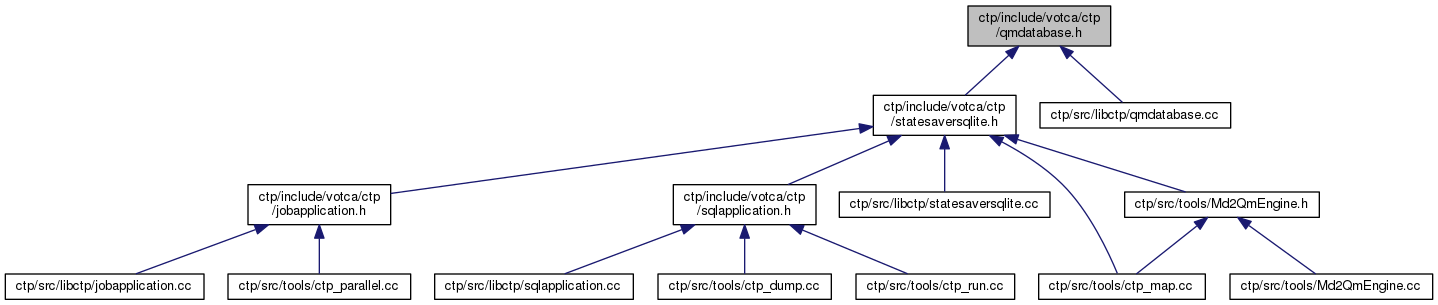 ctp/include/votca/ctp
/qmdatabase.h
ctp/include/votca/ctp
/statesaversqlite.h
ctp/src/libctp/qmdatabase.cc
ctp/include/votca/ctp
/jobapplication.h
ctp/include/votca/ctp
/sqlapplication.h
ctp/src/libctp/statesaversqlite.cc
ctp/src/tools/Md2QmEngine.h
ctp/src/libctp/jobapplication.cc
ctp/src/tools/ctp_parallel.cc
ctp/src/libctp/sqlapplication.cc
ctp/src/tools/ctp_dump.cc
ctp/src/tools/ctp_run.cc
ctp/src/tools/ctp_map.cc
ctp/src/tools/Md2QmEngine.cc